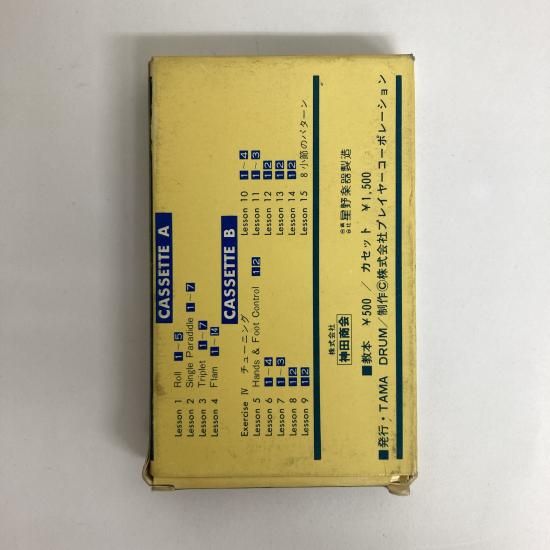 CASSETTE A
Lesson 1 Roll 1～5
Lesson 2 Single Paradidle 1～7
Lesson 3 Triplet 1～7
Lesson 4 Flam 1～14
CASSETTE B
Exercise Ⅳ チューニング
Lesson 5 Hands & Foot Control 1 2
Lesson 6 1～4
Lesson 7 1～3
Lesson 8 1 2
Lesson 9 1 2
Lesson 10 1～4
Lesson 11 1～3
Lesson 12 1 2
Lesson 13 1 2
Lesson 14 1 2
Lesson 15 8小節のパターン
株式会社
神田商会
株式会社 星野楽器製造
■教本 ¥500 / カセット ¥1,500
■発行・TAMA DRUM/制作©株式会社プレイヤーコーポレーション